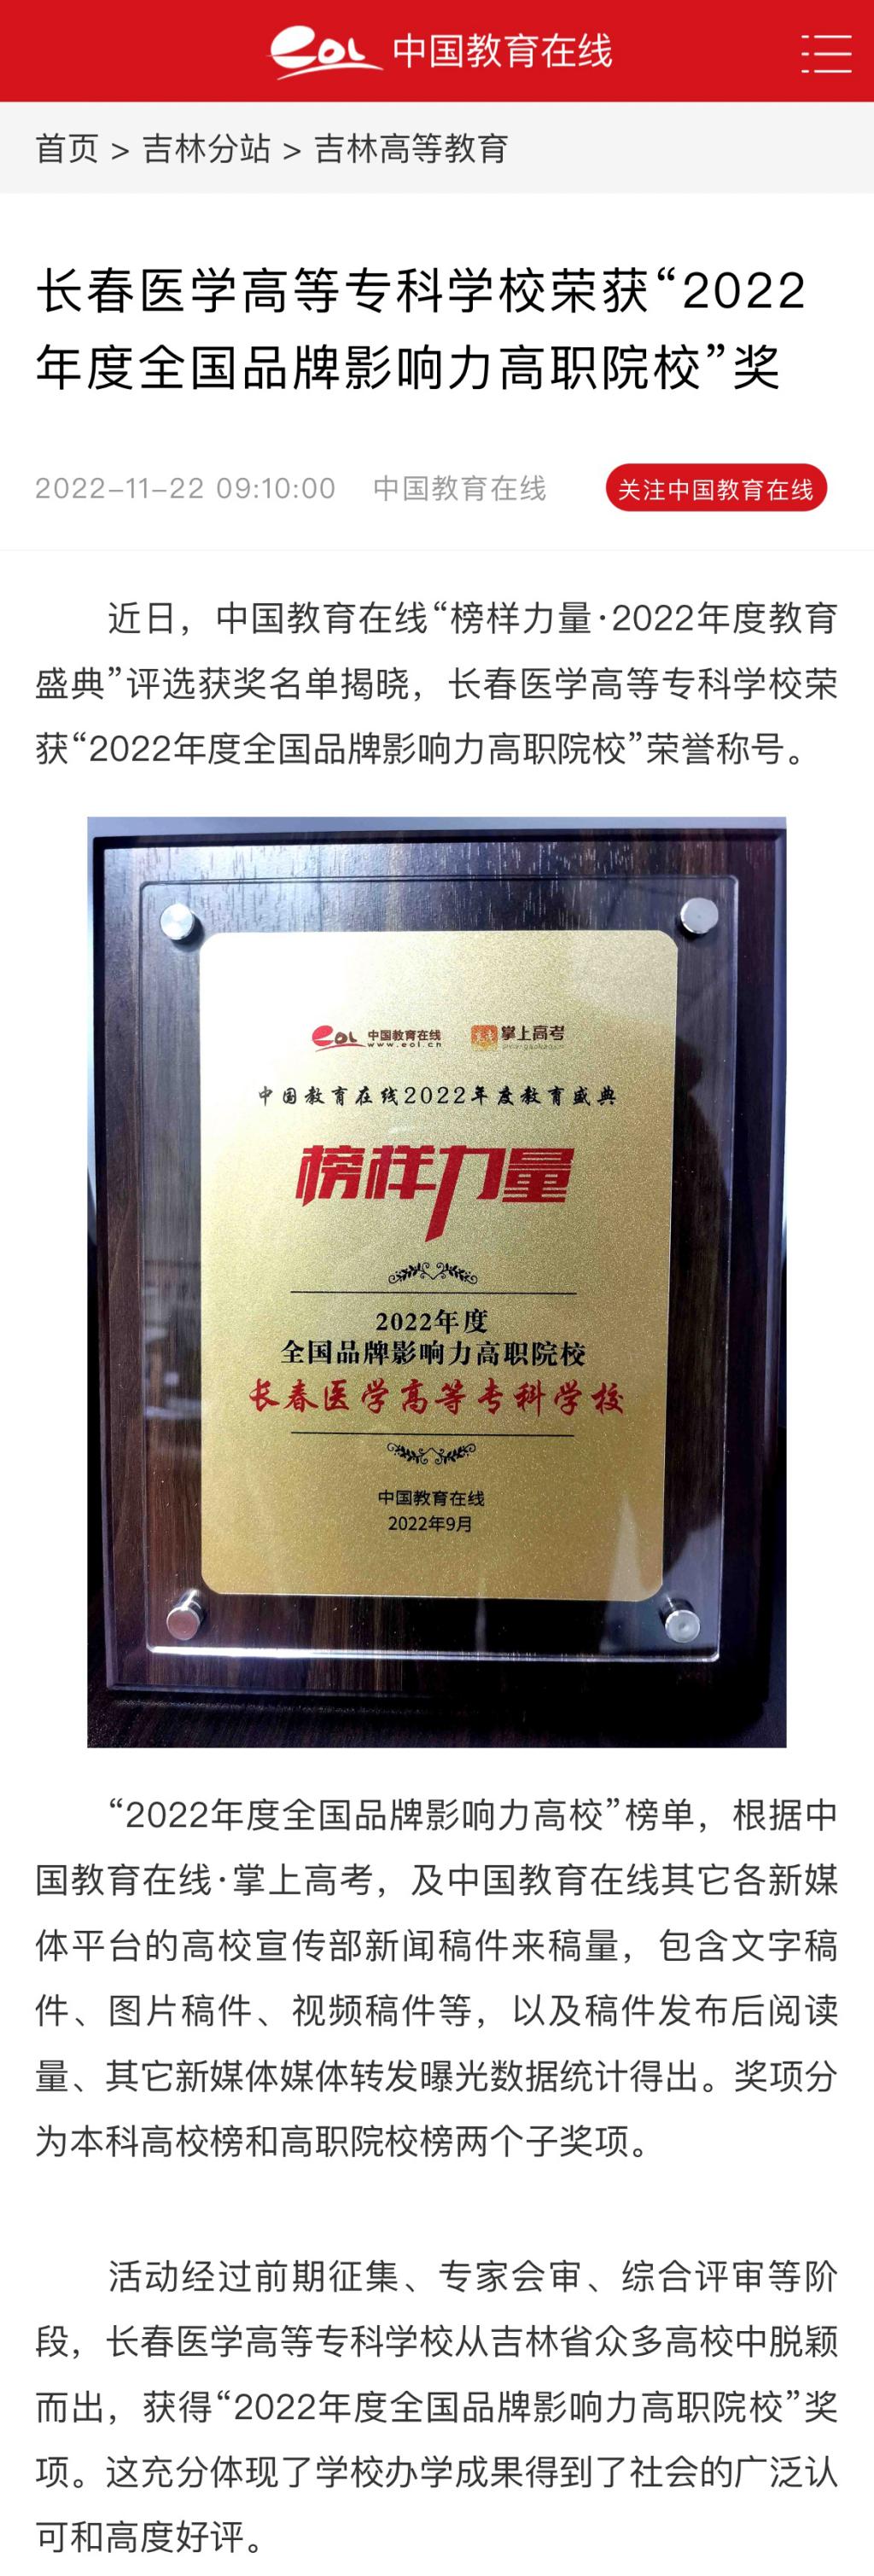 eol 中国教育在线
首页 > 吉林分站 > 吉林高等教育
长春医学高等专科学校荣获“2022
年度全国品牌影响力高职院校”奖
2022-11-22 09:10:00 中国教育在线 关注中国教育在线
近日，中国教育在线“榜样力量·2022年度教育
盛典”评选获奖名单揭晓，长春医学高等专科学校荣
获“2022年度全国品牌影响力高职院校”荣誉称号。
eol 中国教育在线 掌上高考
www.eol.cn
中国教育在线2022年度教育盛典
榜样力量
2022年度
全国品牌影响力高职院校
长春医学高等专科学校
中国教育在线
2022年9月
“2022年度全国品牌影响力高校”榜单，根据中
国教育在线·掌上高考，及中国教育在线其它各新媒
体平台的高校宣传部新闻稿件来稿量，包含文字稿
件、图片稿件、视频稿件等，以及稿件发布后阅读
量、其它新媒体媒体转发曝光数据统计得出。奖项分
为本科高校榜和高职院校榜两个子奖项。
活动经过前期征集、专家会审、综合评审等阶
段，长春医学高等专科学校从吉林省众多高校中脱颖
而出，获得“2022年度全国品牌影响力高职院校”奖
项。这充分体现了学校办学成果得到了社会的广泛认
可和高度好评。